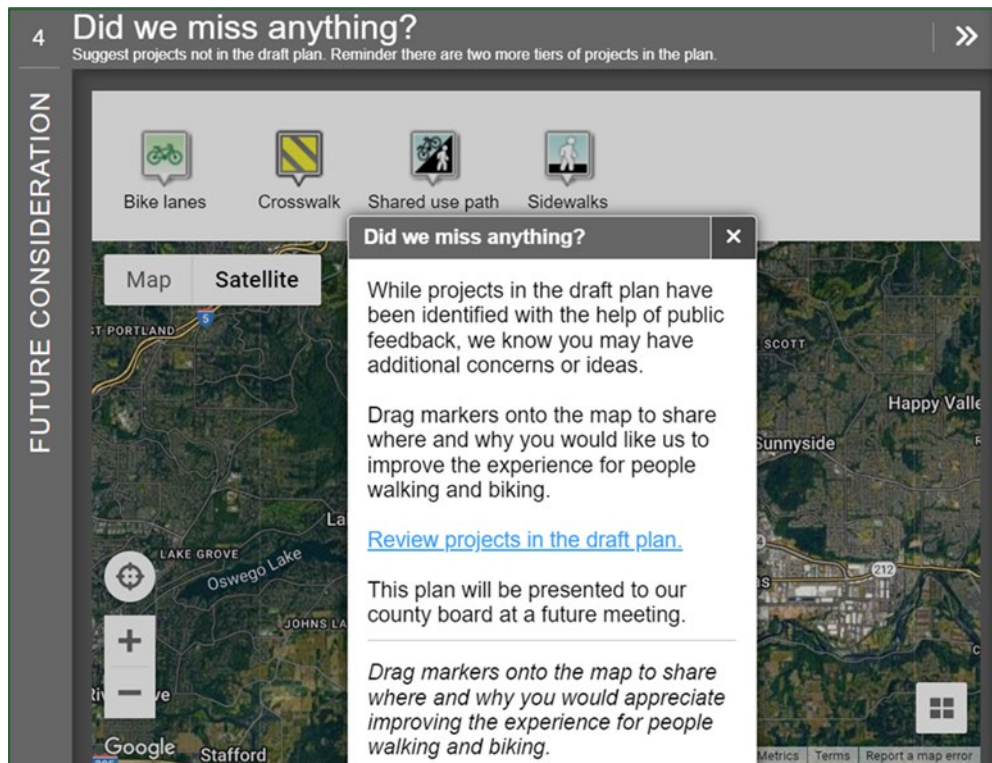 4
Did we miss anything?
Suggest projects not in the draft plan. Reminder there are two more tiers of projects in the plan.
»
FUTURE CONSIDERATION
Bike lanes
Crosswalk
Shared use path
Sidewalks
Did we miss anything?
×
While projects in the draft plan have
been identified with the help of public
feedback, we know you may have
additional concerns or ideas.
Drag markers onto the map to share
where and why you would like us to
improve the experience for people
walking and biking.
Review projects in the draft plan.
This plan will be presented to our
county board at a future meeting.
Drag markers onto the map to share
where and why you would appreciate
improving the experience for people
walking and biking.
Map
Satellite
5
ST PORTLAND
SCOTT
Happy Valle
Sunnyside
La
LAKE GROVE
Oswego Lake
212
as
JOHNS LA
+
−
Google
Stafford
Metrics
Terms
Report a map error